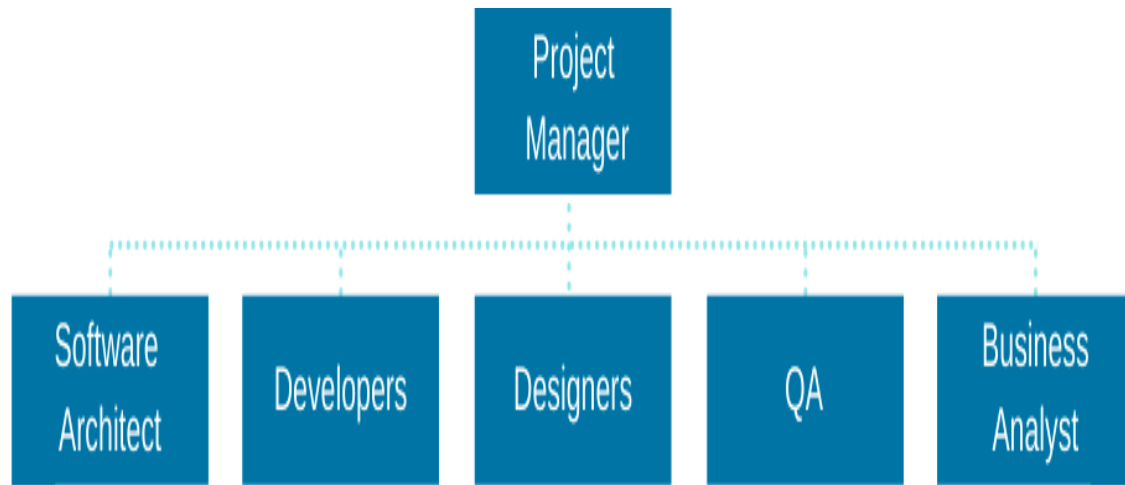 Project
Manager
Software
Architect
Developers
Designers
QA
Business
Analyst